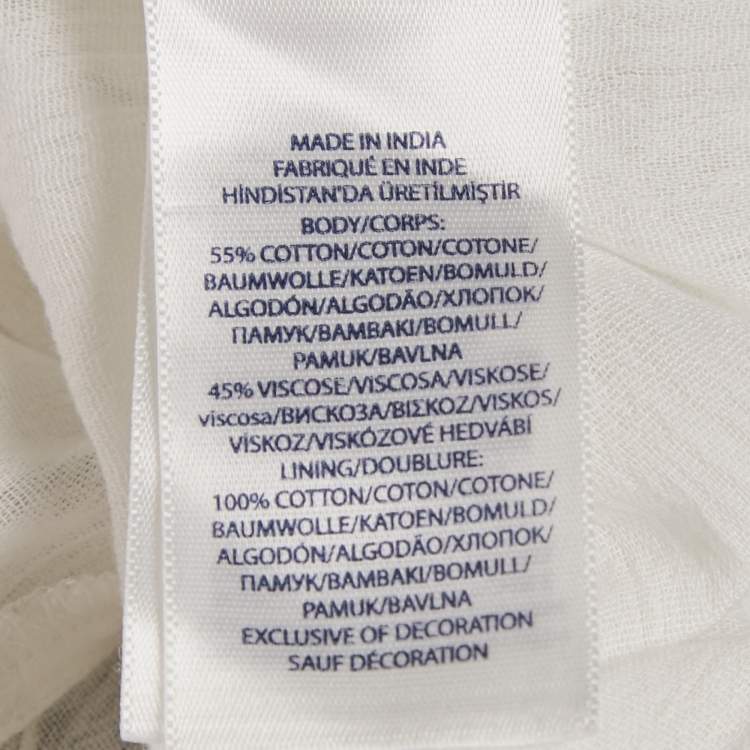 MADE IN INDIA
FABRIQUÉ EN INDE
HİNDİSTAN'DA ÜRETİLMİŞTİR
BODY/CORPS:
55% COTTON/COTON/COTONE/
BAUMWOLLE/KATOEN/BOMULD/
ALGODÓN/ALGODÃO/ХЛОПОК/
ПАМУК/ΒΑΜΒΑΚΙ/BOMULL/
PAMUK/BAVLNA
45% VISCOSE/VISCOSA/VISKOSE/
viscosa/ВИСКОЗА/ΒΙΣΚΟΖ/VISKOS/
VİSKOZ/VISKÓZOVÉ HEDVÁBÍ
LINING/DOUBLURE:
100% COTTON/COTON/COTONE/
BAUMWOLLE/KATOEN/BOMULD/
ALGODÓN/ALGODÃO/ХЛОПОК/
ПАМУК/ΒΑΜΒΑΚΙ/BOMULL/
PAMUK/BAVLNA
EXCLUSIVE OF DECORATION
SAUF DÉCORATION